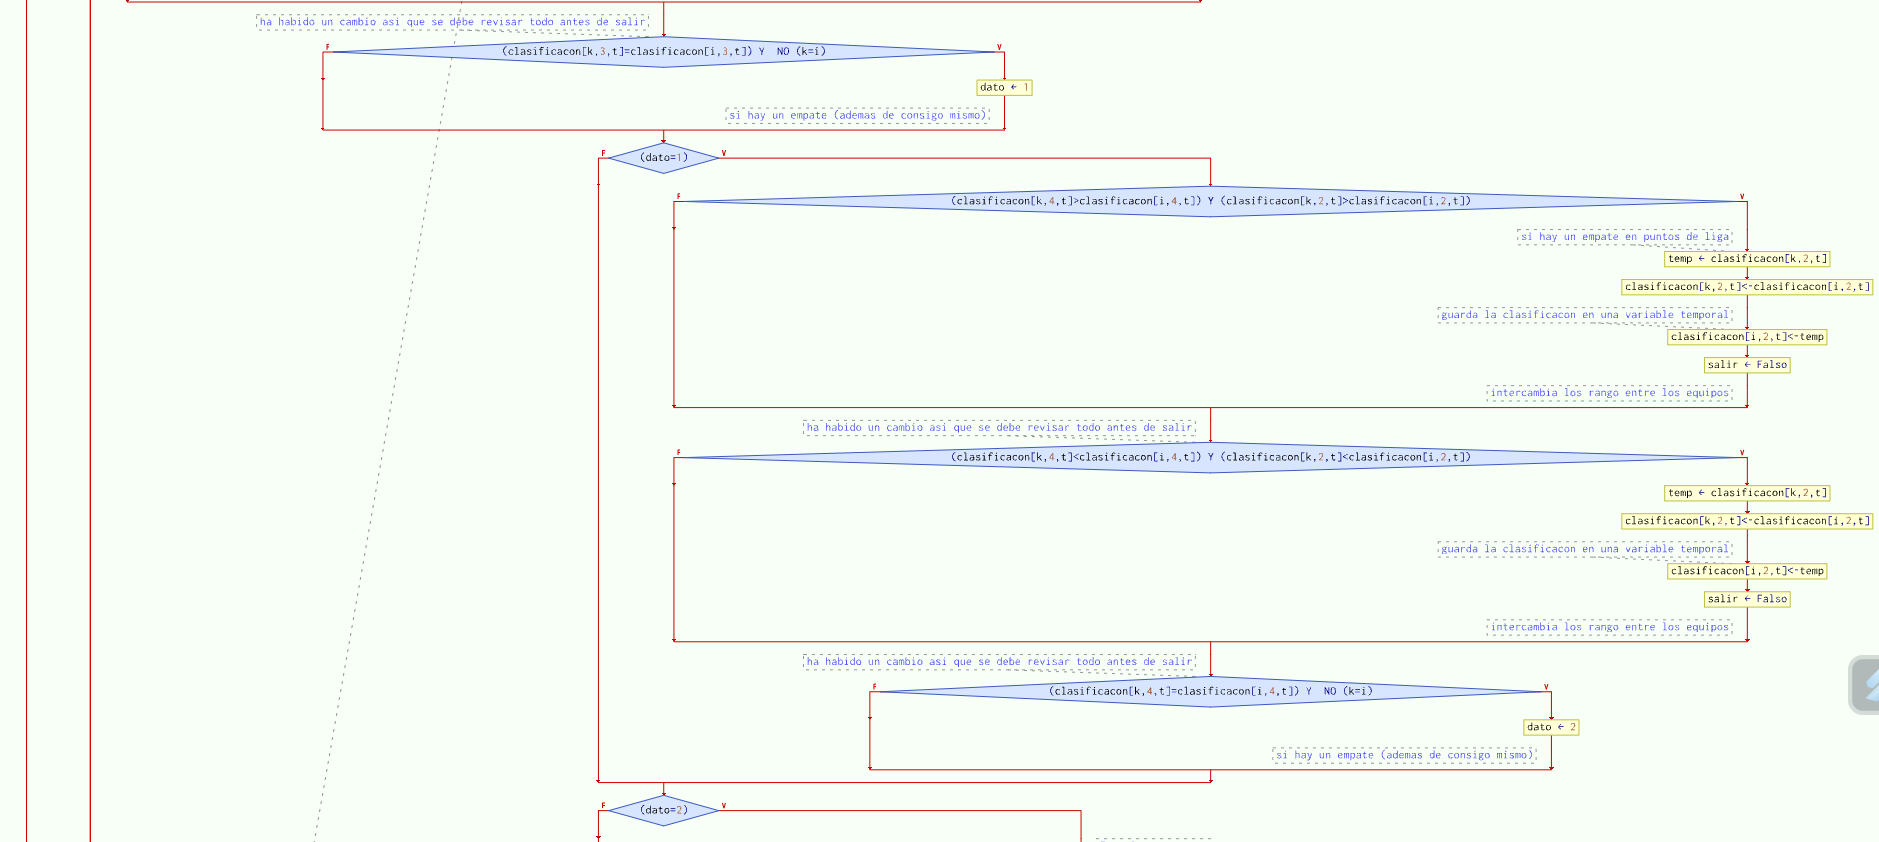 ha habido un cambio asi que se debe revisar todo antes de salir
F
(clasificacon[k,3,t]=clasificacon[i,3,t]) Y  NO (k=i)
V
dato ← 1
si hay un empate (ademas de consigo mismo)
F
(dato=1)
V
F
(clasificacon[k,4,t]>clasificacon[i,4,t]) Y (clasificacon[k,2,t]>clasificacon[i,2,t])
V
si hay un empate en puntos de liga
temp ← clasificacon[k,2,t]
clasificacon[k,2,t]<-clasificacon[i,2,t]
guarda la clasificacon en una variable temporal
clasificacon[i,2,t]<-temp
salir ← Falso
intercambia los rango entre los equipos
ha habido un cambio asi que se debe revisar todo antes de salir
F
(clasificacon[k,4,t]<clasificacon[i,4,t]) Y (clasificacon[k,2,t]<clasificacon[i,2,t])
V
temp ← clasificacon[k,2,t]
clasificacon[k,2,t]<-clasificacon[i,2,t]
guarda la clasificacon en una variable temporal
clasificacon[i,2,t]<-temp
salir ← Falso
intercambia los rango entre los equipos
ha habido un cambio asi que se debe revisar todo antes de salir
F
(clasificacon[k,4,t]=clasificacon[i,4,t]) Y  NO (k=i)
V
dato ← 2
si hay un empate (ademas de consigo mismo)
F
(dato=2)
V